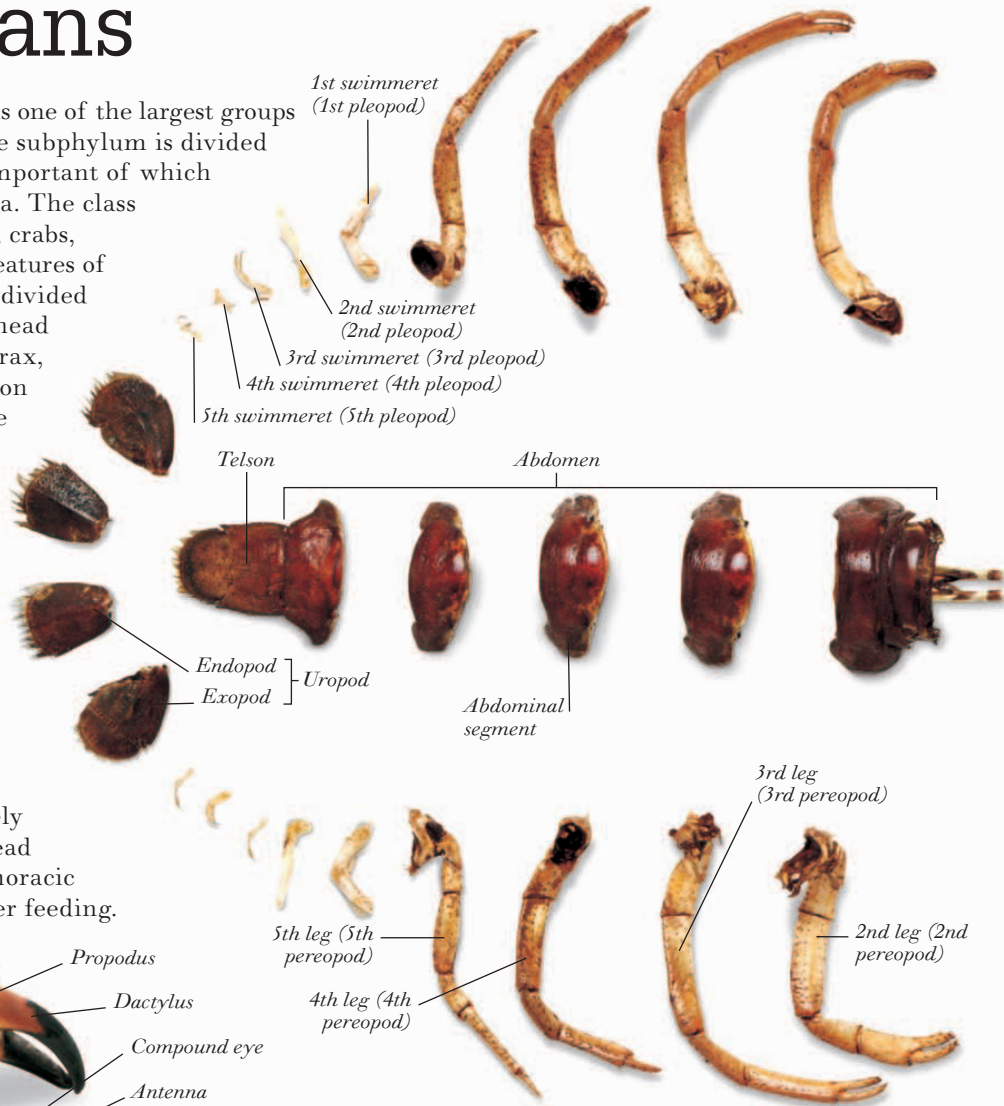 ans
s one of the largest groups
e subphylum is divided
mportant of which
a. The class
, crabs,
eatures of
divided
head
rax,
on
e
1st swimmeret
(1st pleopod)
2nd swimmeret
(2nd pleopod)
3rd swimmeret (3rd pleopod)
4th swimmeret (4th pleopod)
5th swimmeret (5th pleopod)
Telson
Abdomen
Endopod
Exopod
Uropod
Abdominal
segment
3rd leg
(3rd pereopod)
ely
ead
horacic
er feeding.
5th leg (5th
pereopod)
2nd leg (2nd
pereopod)
4th leg (4th
pereopod)
Propodus
Dactylus
Compound eye
Antenna